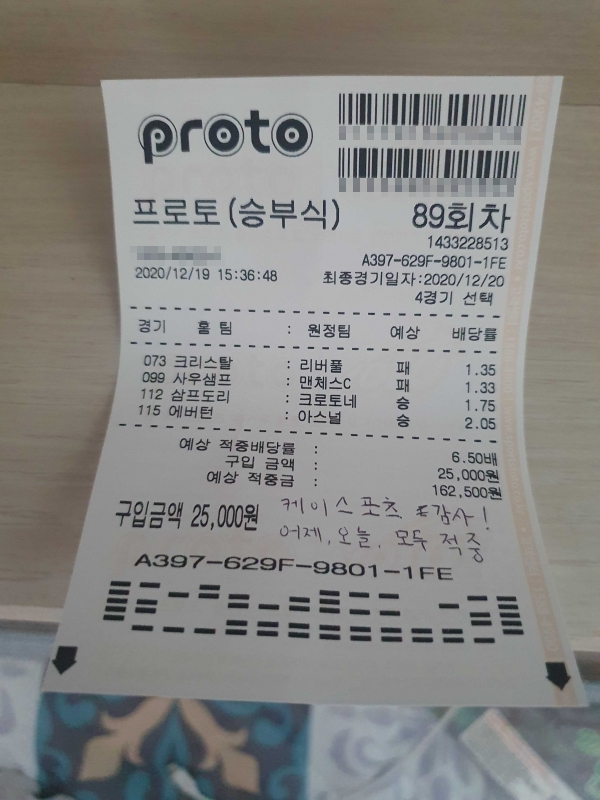 proto
프로토(승부식) 89회차
1433228513
A397-629F-9801-1FE
2020/12/19 15:36:48 최종경기일자:2020/12/20
4경기 선택
경기 홈 팀 : 원정팀 예상 배당률
073 크리스탈 : 리버풀 패 1.35
099 사우샘프 : 맨체스C 패 1.33
112 삼프도리 : 크로토네 승 1.75
115 에버턴 : 아스널 승 2.05
예상 적중배당률 : 6.50배
구입 금액 : 25,000원
예상 적중금 : 162,500원
구입금액 25,000원
케이스포츠 감사!
어제, 오늘, 모두 적중
A397-629F-9801-1FE